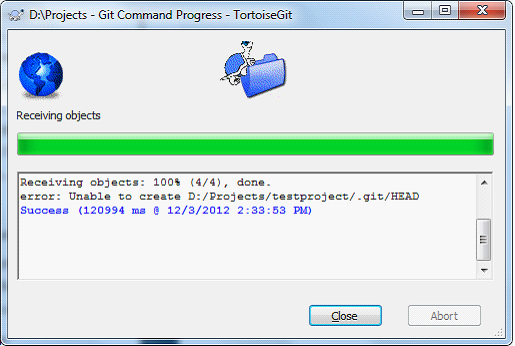 D:\Projects - Git Command Progress - TortoiseGit
Receiving objects
Receiving objects: 100% (4/4), done.
error: Unable to create D:/Projects/testproject/.git/HEAD
Success (120994 ms @ 12/3/2012 2:33:53 PM)
Close
Abort